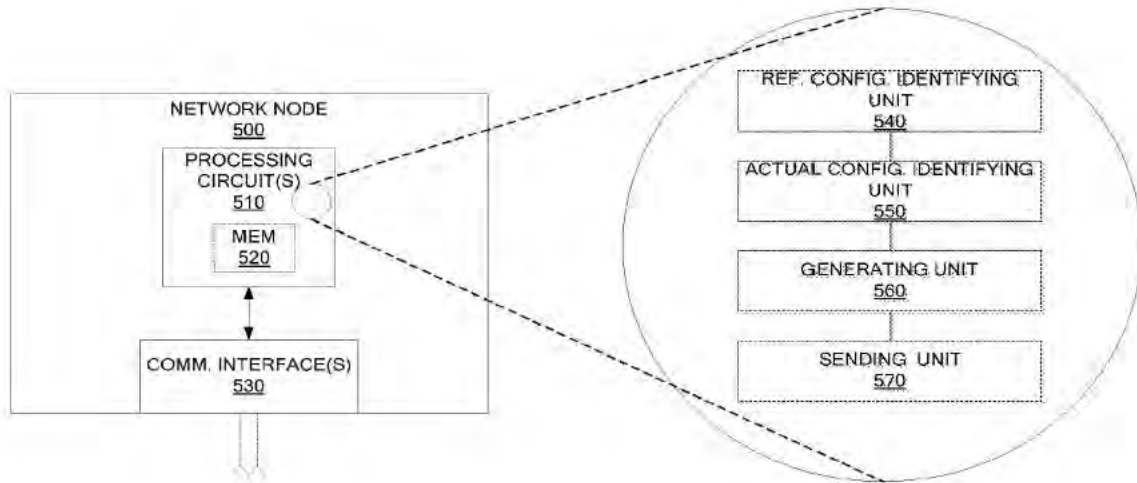 NETWORK NODE
500
PROCESSING
CIRCUIT(S)
510
MEM
520
COMM. INTERFACE(S)
530
REF. CONFIG. IDENTIFYING
UNIT
540
ACTUAL CONFIG. IDENTIFYING
UNIT
550
GENERATING UNIT
560
SENDING UNIT
570